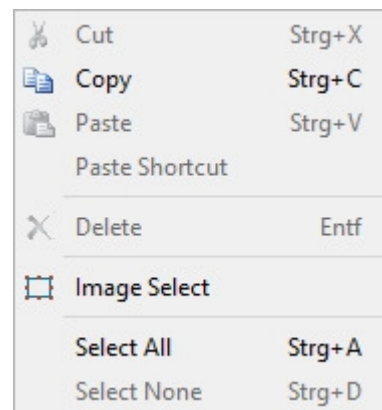 Cut Strg+X
Copy Strg+C
Paste Strg+V
Paste Shortcut
Delete Entf
Image Select
Select All Strg+A
Select None Strg+D